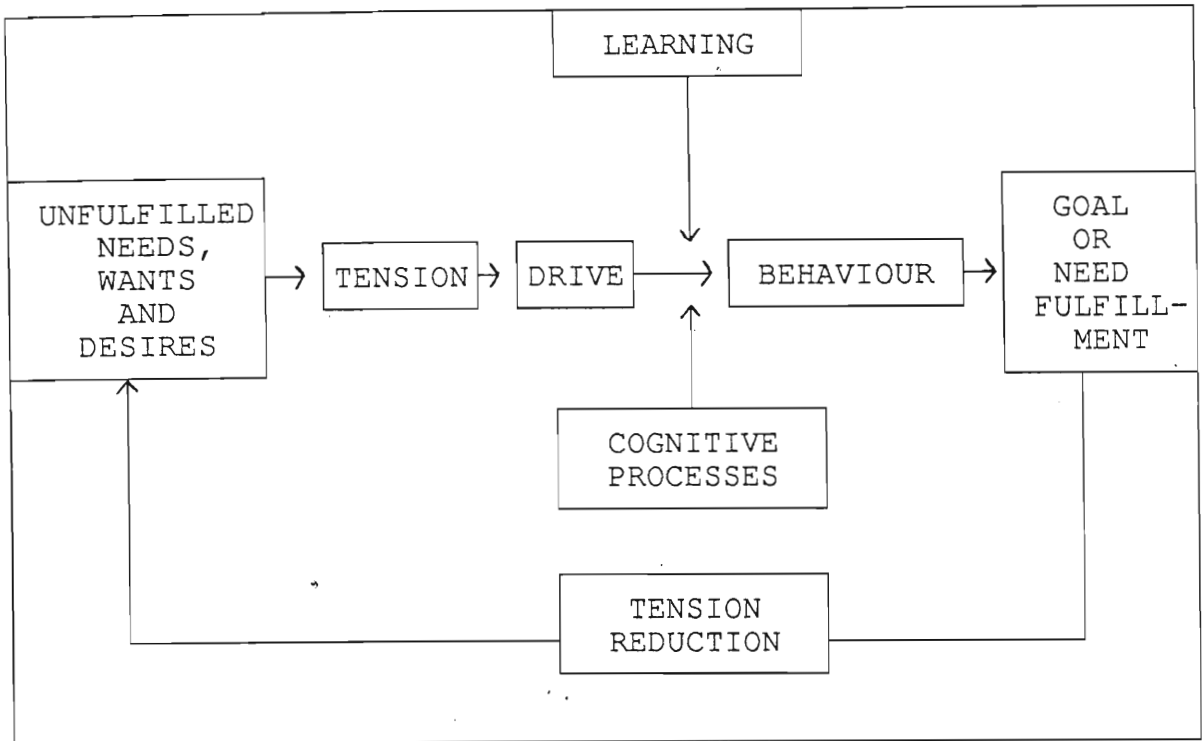 LEARNING
UNFULFILLED
NEEDS,
WANTS
AND
DESIRES
TENSION
DRIVE
BEHAVIOUR
GOAL
OR
NEED
FULFILL-
MENT
COGNITIVE
PROCESSES
TENSION
REDUCTION